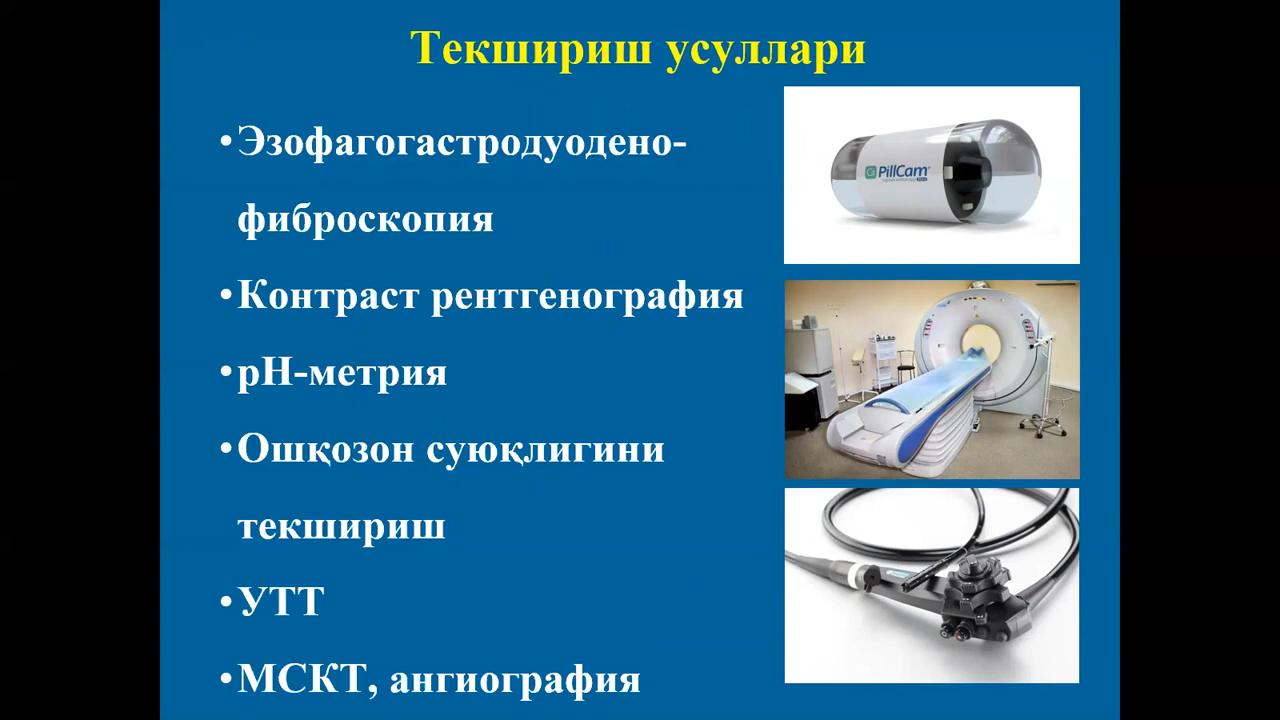 Текшириш усуллари
•Эзофагогастродуодено-
фиброскопия
•Контраст рентгенография
•рН-метрия
•Ошқозон суюқлигини
текшириш
•УТТ
•МСКТ, ангиография
PillCam